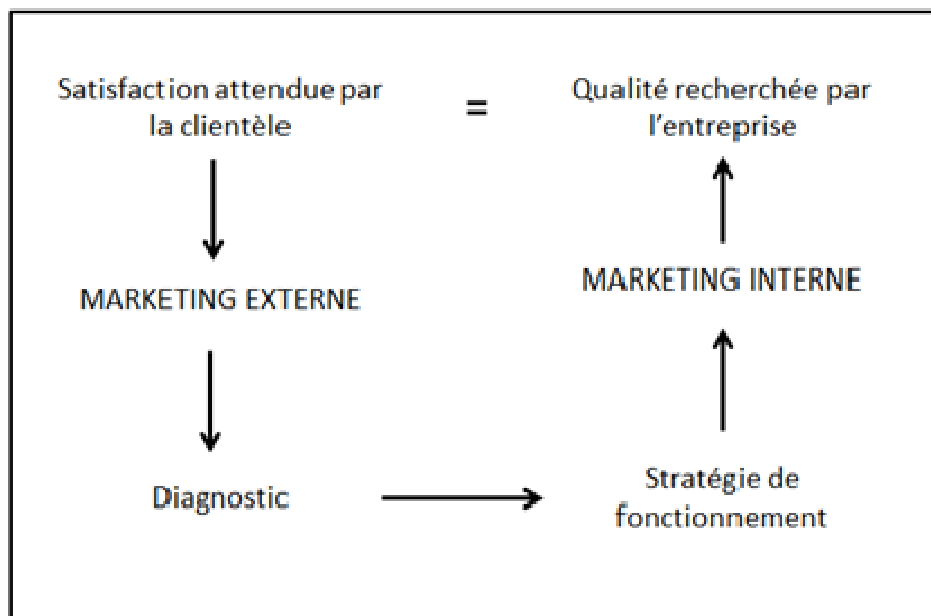 Satisfaction attendue par
la clientèle
=
Qualité recherchée par
l'entreprise
MARKETING EXTERNE
MARKETING INTERNE
Diagnostic
Stratégie de
fonctionnement